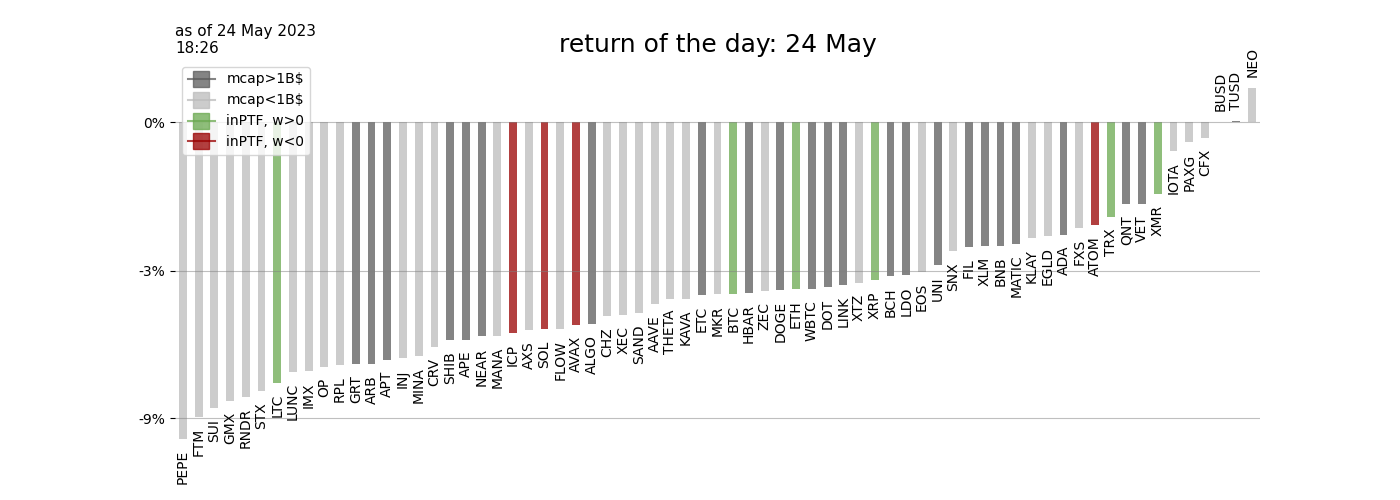 as of 24 May 2023
18:26
return of the day: 24 May
mcap>1B$
mcap<1B$
inPTF, w>0
inPTF, w<0
0%
-3%
-9%
PEPE
FTM
SUI
GMX
RNDR
STX
LTC
LUNC
IMX
OP
RPL
GRT
ARB
APT
INJ
MINA
CRV
SHIB
APE
NEAR
MANA
ICP
AXS
SOL
FLOW
AVAX
ALGO
CHZ
XEC
SAND
AAVE
THETA
KAVA
ETC
MKR
BTC
HBAR
ZEC
DOGE
ETH
WBTC
DOT
LINK
XTZ
XRP
BCH
LDO
EOS
UNI
SNX
FIL
XLM
BNB
MATIC
KLAY
EGLD
ADA
FXS
ATOM
TRX
QNT
VET
XMR
IOTA
PAXG
CFX
BUSD
TUSD
NEO